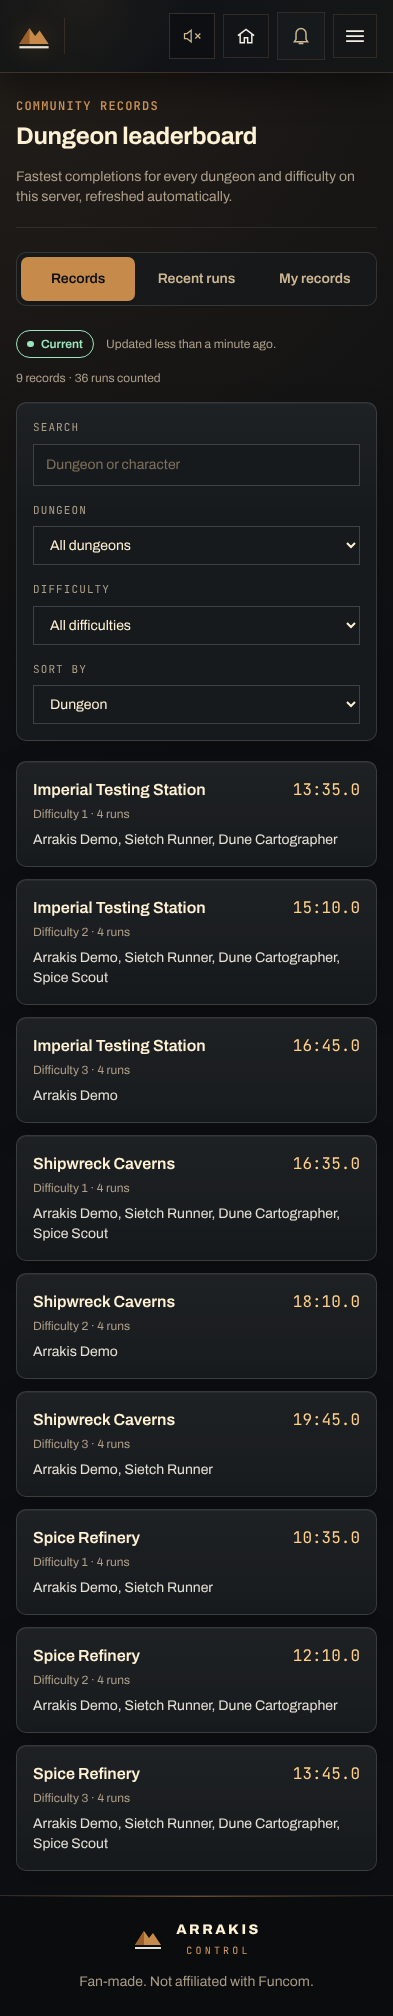 COMMUNITY RECORDS
Dungeon leaderboard
Fastest completions for every dungeon and difficulty on
this server, refreshed automatically.
Records
Recent runs
My records
Current
Updated less than a minute ago.
9 records · 36 runs counted
SEARCH
Dungeon or character
DUNGEON
All dungeons
DIFFICULTY
All difficulties
SORT BY
Dungeon
Imperial Testing Station 13:35.0
Difficulty 1 · 4 runs
Arrakis Demo, Sietch Runner, Dune Cartographer
Imperial Testing Station 15:10.0
Difficulty 2 · 4 runs
Arrakis Demo, Sietch Runner, Dune Cartographer,
Spice Scout
Imperial Testing Station 16:45.0
Difficulty 3 · 4 runs
Arrakis Demo
Shipwreck Caverns 16:35.0
Difficulty 1 · 4 runs
Arrakis Demo, Sietch Runner, Dune Cartographer,
Spice Scout
Shipwreck Caverns 18:10.0
Difficulty 2 · 4 runs
Arrakis Demo
Shipwreck Caverns 19:45.0
Difficulty 3 · 4 runs
Arrakis Demo, Sietch Runner
Spice Refinery 10:35.0
Difficulty 1 · 4 runs
Arrakis Demo, Sietch Runner
Spice Refinery 12:10.0
Difficulty 2 · 4 runs
Arrakis Demo, Sietch Runner, Dune Cartographer
Spice Refinery 13:45.0
Difficulty 3 · 4 runs
Arrakis Demo, Sietch Runner, Dune Cartographer,
Spice Scout
ARRAKIS
CONTROL
Fan-made. Not affiliated with Funcom.